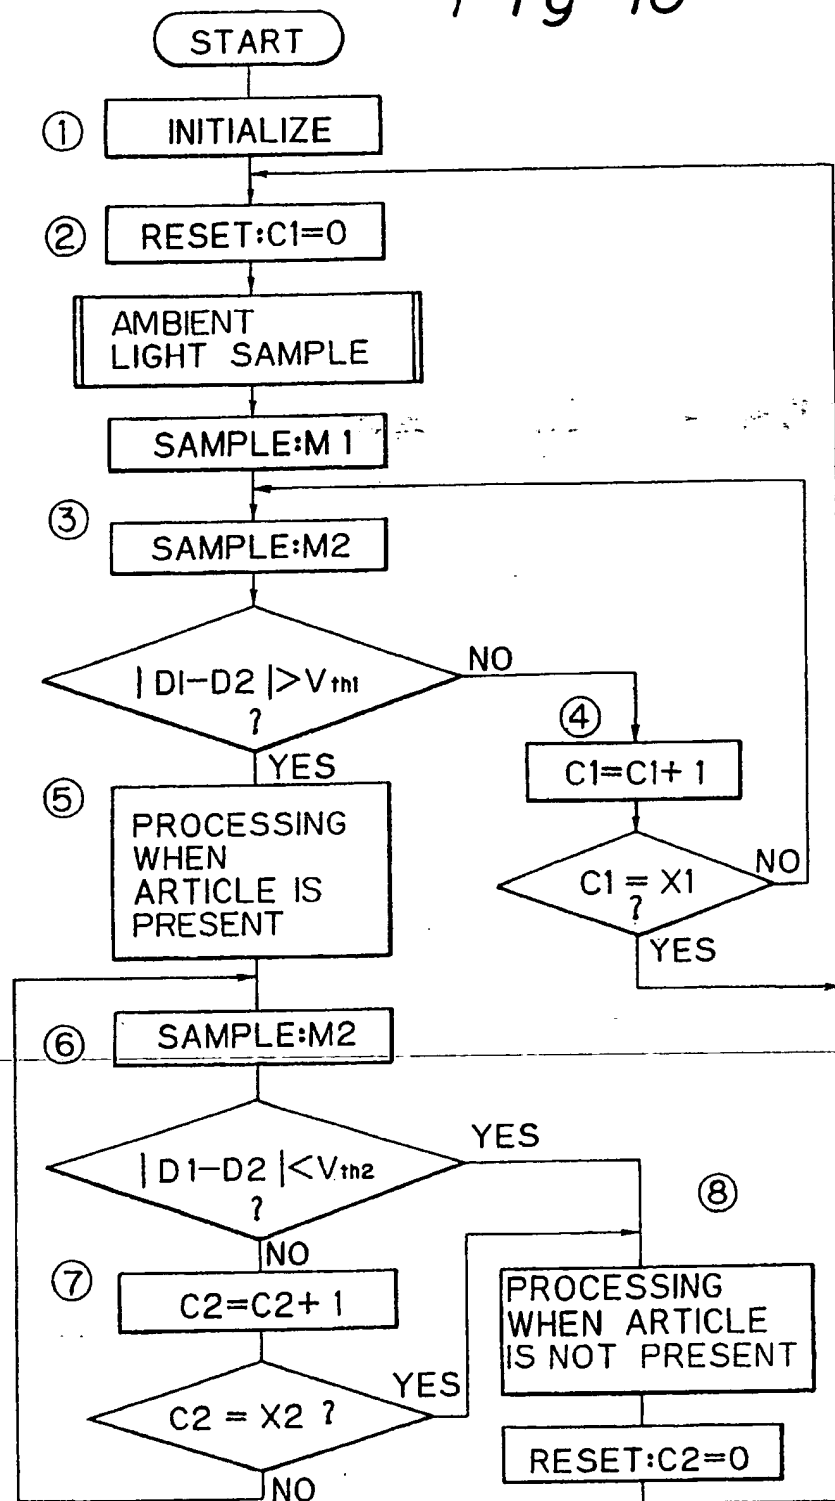 START
① INITIALIZE
② RESET:C1=0
AMBIENT
LIGHT SAMPLE
SAMPLE:M1
③
SAMPLE:M2
|D1-D2|>Vth1
?
NO
YES
④
C1=C1+1
C1=X1
?
NO
YES
⑤
PROCESSING
WHEN
ARTICLE IS
PRESENT
⑥ SAMPLE:M2
|D1-D2|<Vth2
?
YES
NO
⑦ C2=C2+1
C2=X2 ?
YES
NO
⑧
PROCESSING
WHEN ARTICLE
IS NOT PRESENT
RESET:C2=0